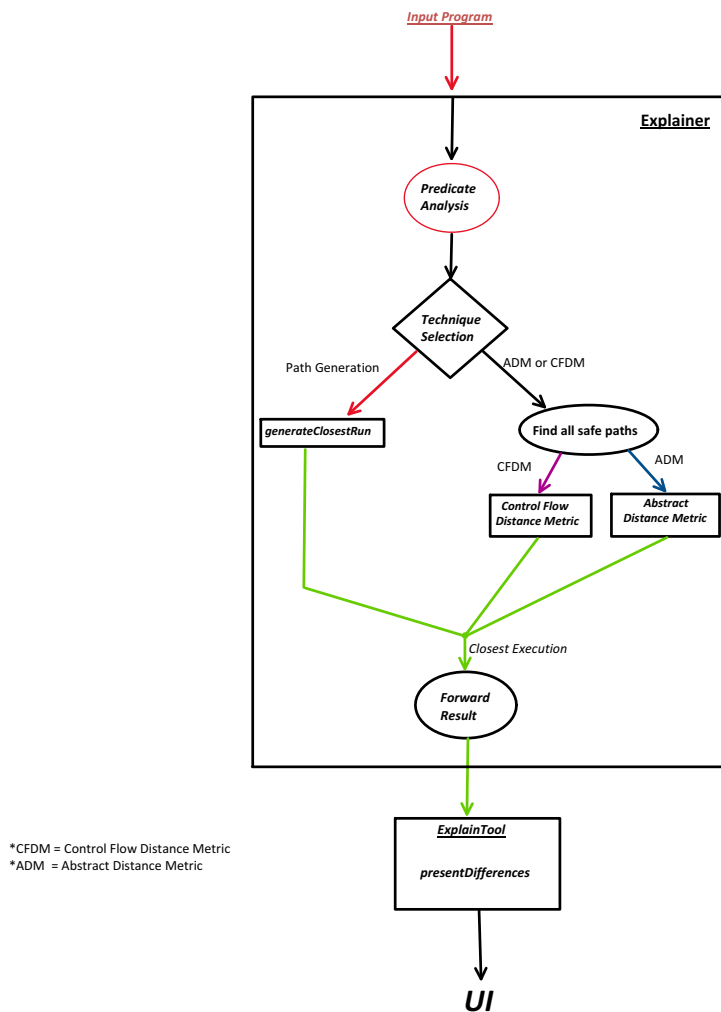 Input Program
Explainer
Predicate
Analysis
Technique
Selection
Path Generation
ADM or CFDM
generateClosestRun
Find all safe paths
CFDM
ADM
Control Flow
Distance Metric
Abstract
Distance Metric
Closest Execution
Forward
Result
ExplainTool
presentDifferences
*CFDM = Control Flow Distance Metric
*ADM = Abstract Distance Metric
UI